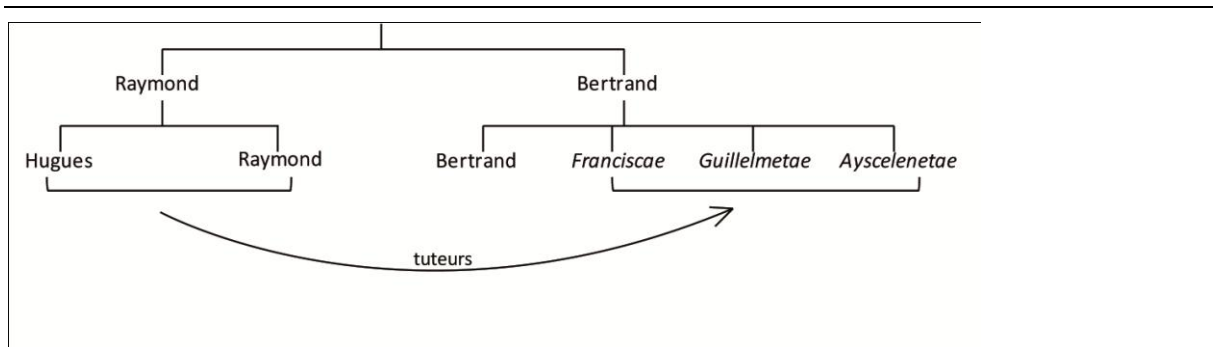 Raymond Bertrand
Hugues Raymond Bertrand Franciscae Guillelmetae Ayscelenetae
tuteurs